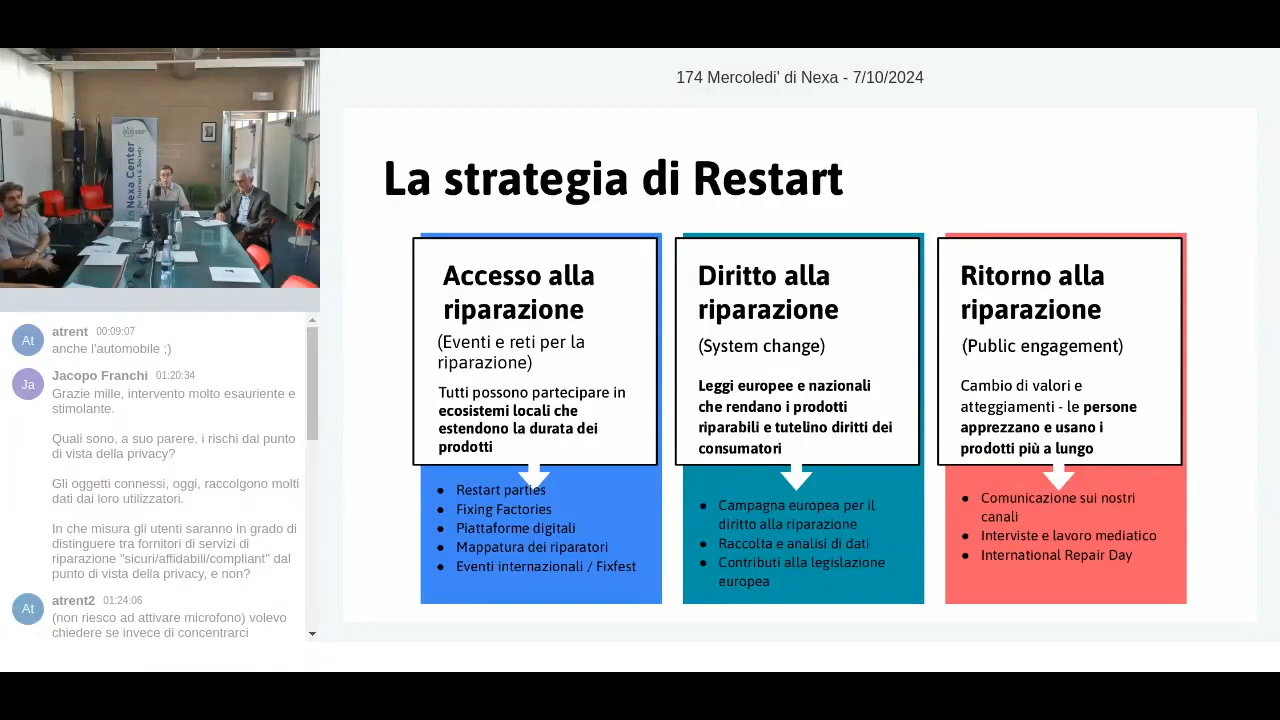 174 Mercoledi' di Nexa - 7/10/2024
Nexa Center
La strategia di Restart
Accesso alla
riparazione
(Eventi e reti per la
riparazione)
Tutti possono partecipare in
ecosistemi locali che
estendono la durata dei
prodotti
Restart parties
Fixing Factories
Piattaforme digitali
Mappatura dei riparatori
Eventi internazionali / Fixfest
Diritto alla
riparazione
(System change)
Leggi europee e nazionali
che rendano i prodotti
riparabili e tutelino diritti dei
consumatori
Campagna europea per il
diritto alla riparazione
Raccolta e analisi di dati
Contributi alla legislazione
europea
Ritorno alla
riparazione
(Public engagement)
Cambio di valori e
atteggiamenti - le persone
apprezzano e usano i
prodotti più a lungo
Comunicazione sui nostri
canali
Interviste e lavoro mediatico
International Repair Day
At
atrent 00:09:07
anche l'automobile ;)
Ja
Jacopo Franchi 01:20:34
Grazie mille, intervento molto esauriente e
stimolante.
Quali sono, a suo parere, i rischi dal punto
di vista della privacy?
Gli oggetti connessi, oggi, raccolgono molti
dati dai loro utilizzatori.
In che misura gli utenti saranno in grado di
distinguere tra fornitori di servizi di
riparazione "sicuri/affidabili/compliant" dal
punto di vista della privacy, e non?
At
atrent2 01:24:06
(non riesco ad attivare microfono) volevo
chiedere se invece di concentrarci